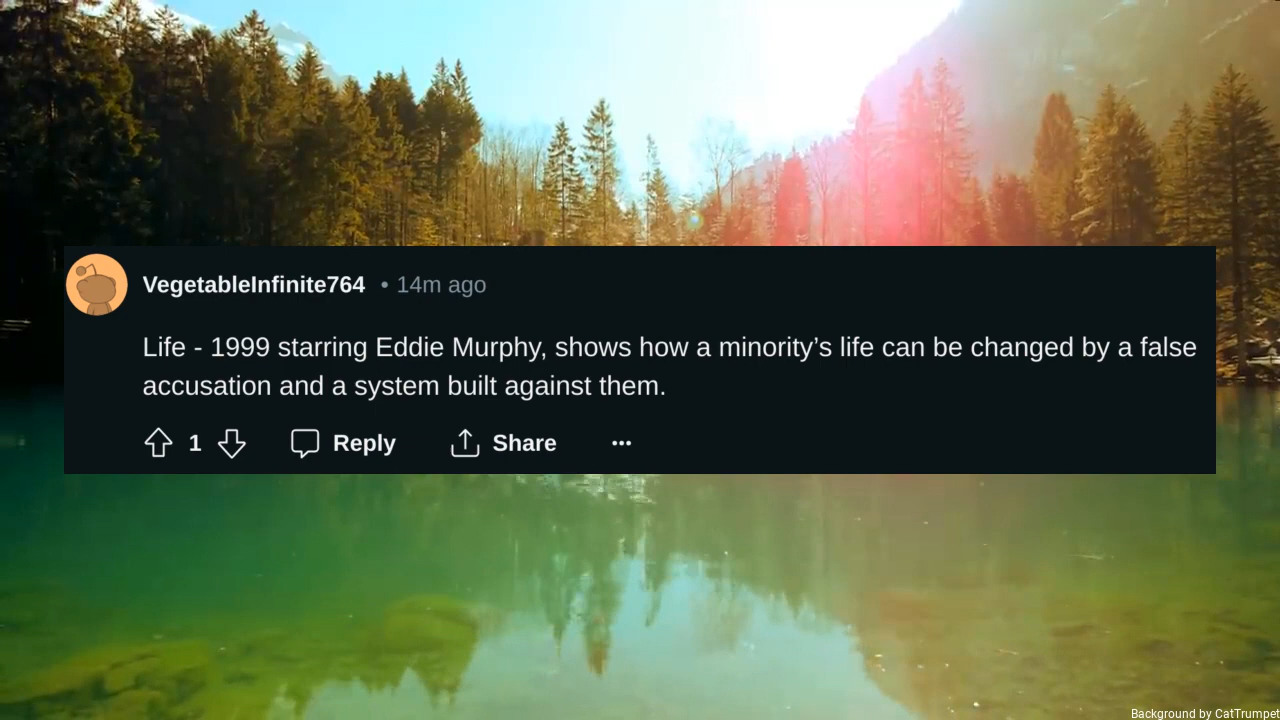 VegetableInfinite764 • 14m ago
Life - 1999 starring Eddie Murphy, shows how a minority’s life can be changed by a false
accusation and a system built against them.
1 Reply Share ···
Background by CatTrumpet